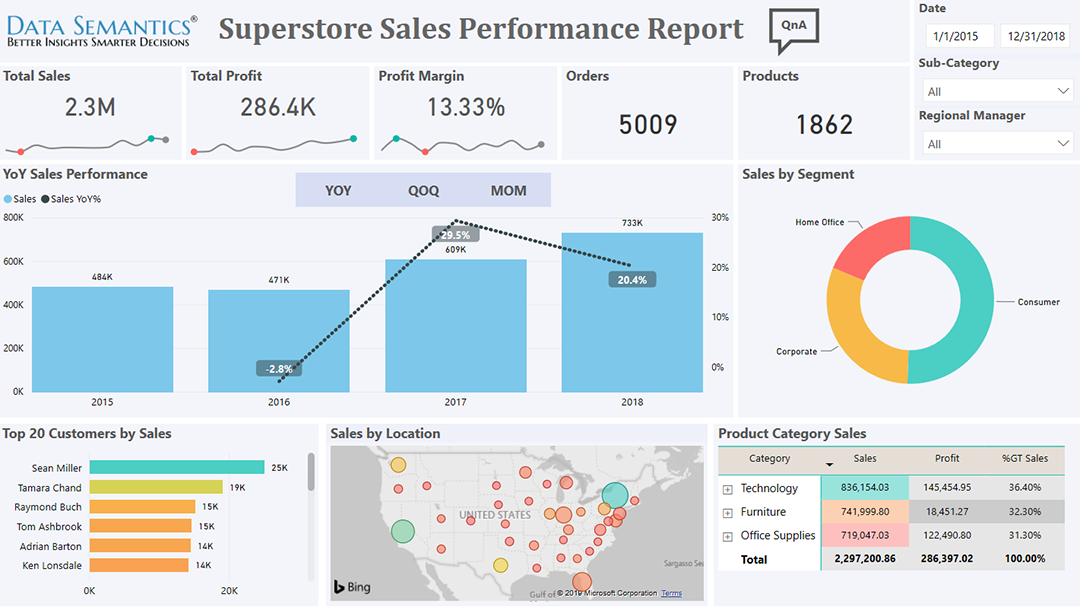 DATA SEMANTICS®
BETTER INSIGHTS SMARTER DECISIONS
Superstore Sales Performance Report
QnA
Date
1/1/2015
12/31/2018
Sub-Category
All
Regional Manager
All
Total Sales
2.3M
Total Profit
286.4K
Profit Margin
13.33%
Orders
5009
Products
1862
YoY Sales Performance
YOY QOQ MOM
Sales Sales YoY%
800K
600K
400K
200K
0K
30%
20%
10%
0%
484K
471K
609K
733K
-2.8%
29.5%
20.4%
2015 2016 2017 2018
Sales by Segment
Home Office
Consumer
Corporate
Top 20 Customers by Sales
Sean Miller 25K
Tamara Chand 19K
Raymond Buch 15K
Tom Ashbrook 15K
Adrian Barton 14K
Ken Lonsdale 14K
0K 20K
Sales by Location
UNITED STATES
Sargasso Sea
Bing
Gulf of
© 2019 Microsoft Corporation Terms
Product Category Sales
Category Sales Profit %GT Sales
Technology 836,154.03 145,454.95 36.40%
Furniture 741,999.80 18,451.27 32.30%
Office Supplies 719,047.03 122,490.80 31.30%
Total 2,297,200.86 286,397.02 100.00%